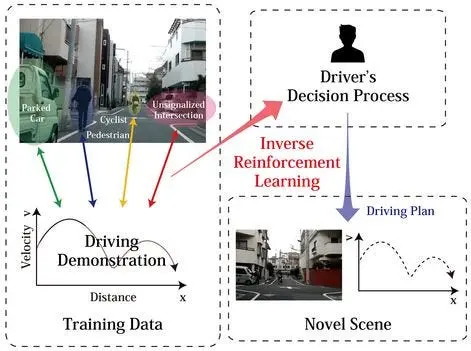 Parked
Car
Cyclist
Pedestrian
Unsignalized
Intersection
Velocity
v
Driving
Demonstration
Distance
x
Training Data
Driver's
Decision Process
Inverse
Reinforcement
Learning
Driving Plan
v
x
Novel Scene